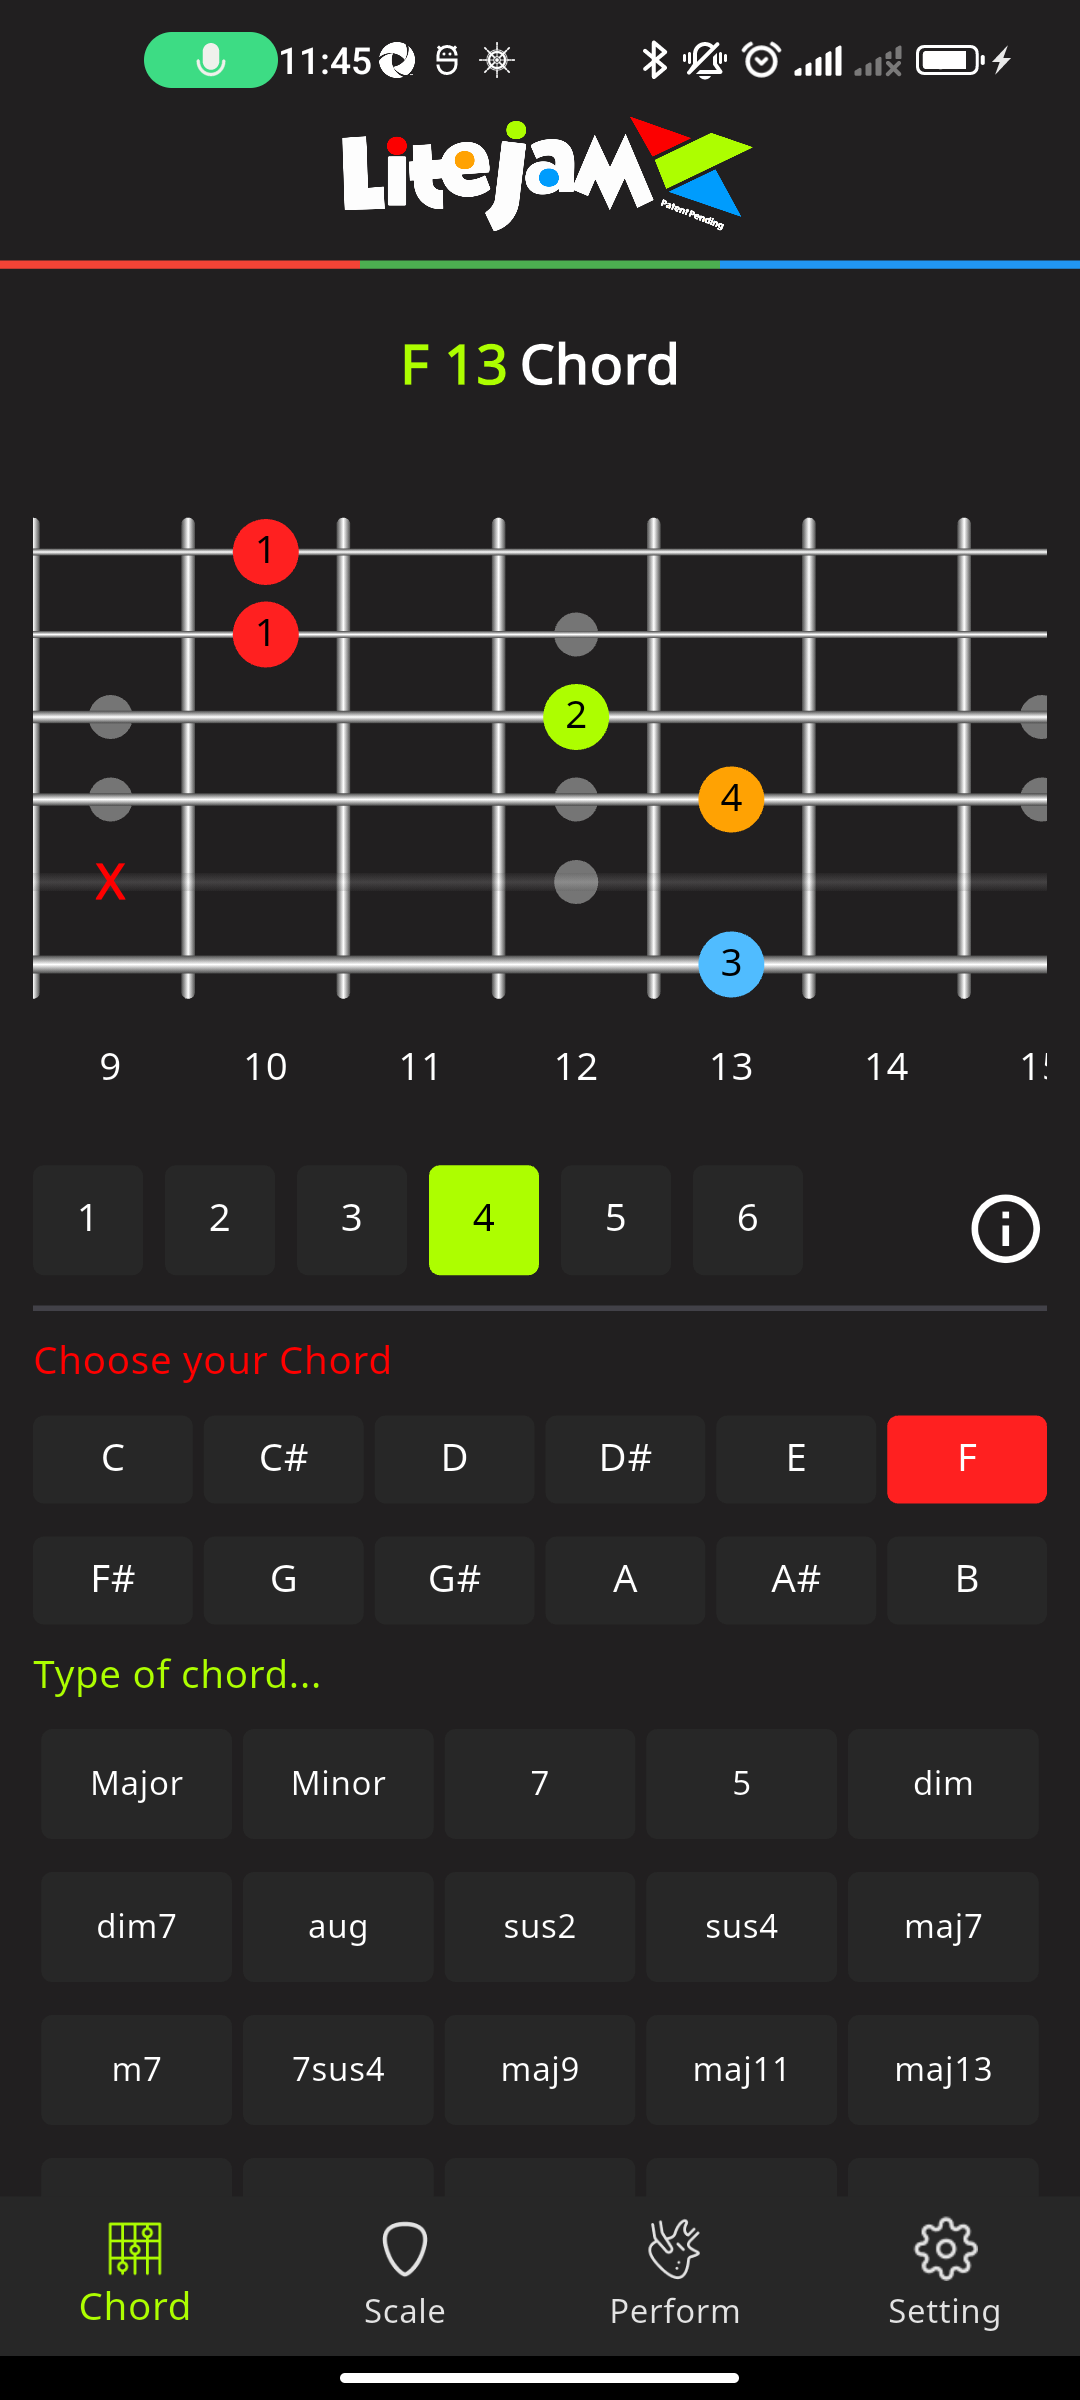 11:45
Litejam
Patent Pending
F 13 Chord
1
1
2
4
X
3
9 10 11 12 13 14 15
1 2 3 4 5 6
Choose your Chord
C C# D D# E F
F# G G# A A# B
Type of chord...
Major Minor 7 5 dim
dim7 aug sus2 sus4 maj7
m7 7sus4 maj9 maj11 maj13
Chord Scale Perform Setting